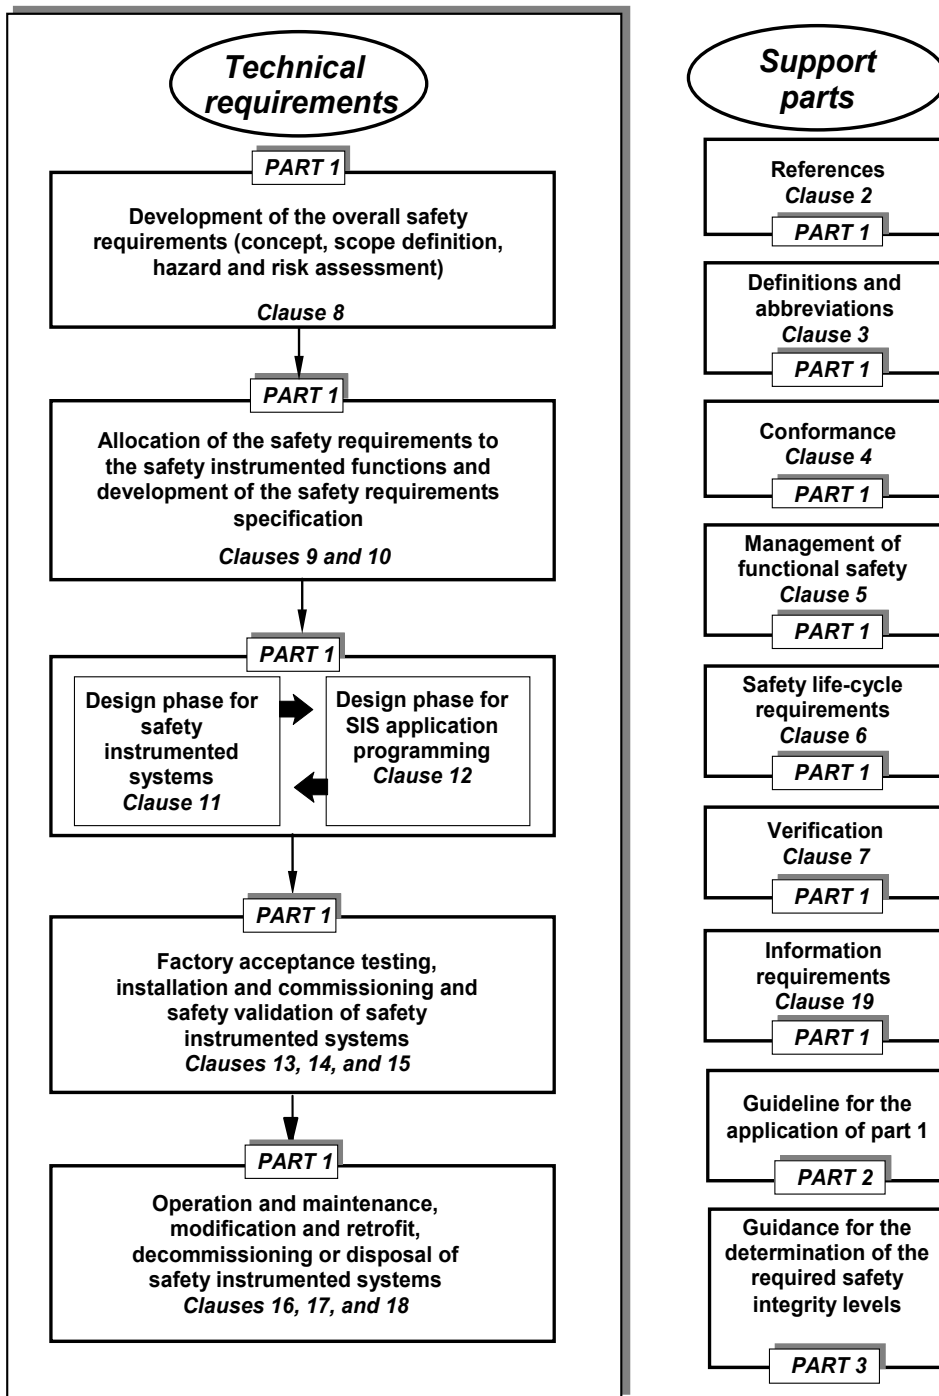 Technical
requirements
PART 1
Development of the overall safety
requirements (concept, scope definition,
hazard and risk assessment)
Clause 8
PART 1
Allocation of the safety requirements to
the safety instrumented functions and
development of the safety requirements
specification
Clauses 9 and 10
PART 1
Design phase for
safety
instrumented
systems
Clause 11
Design phase for
SIS application
programming
Clause 12
PART 1
Factory acceptance testing,
installation and commissioning and
safety validation of safety
instrumented systems
Clauses 13, 14, and 15
PART 1
Operation and maintenance,
modification and retrofit,
decommissioning or disposal of
safety instrumented systems
Clauses 16, 17, and 18
Support
parts
References
Clause 2
PART 1
Definitions and
abbreviations
Clause 3
PART 1
Conformance
Clause 4
PART 1
Management of
functional safety
Clause 5
PART 1
Safety life-cycle
requirements
Clause 6
PART 1
Verification
Clause 7
PART 1
Information
requirements
Clause 19
PART 1
Guideline for the
application of part 1
PART 2
Guidance for the
determination of the
required safety
integrity levels
PART 3